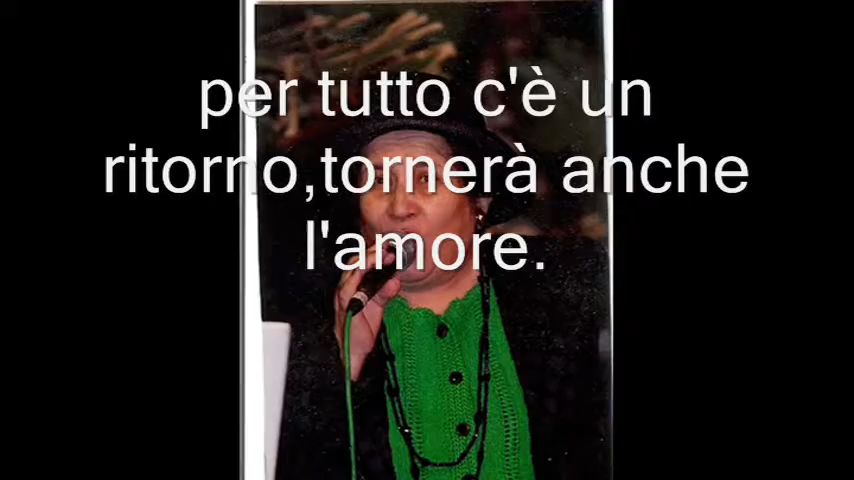 per tutto c'è un
ritorno,tornerà anche
l'amore.